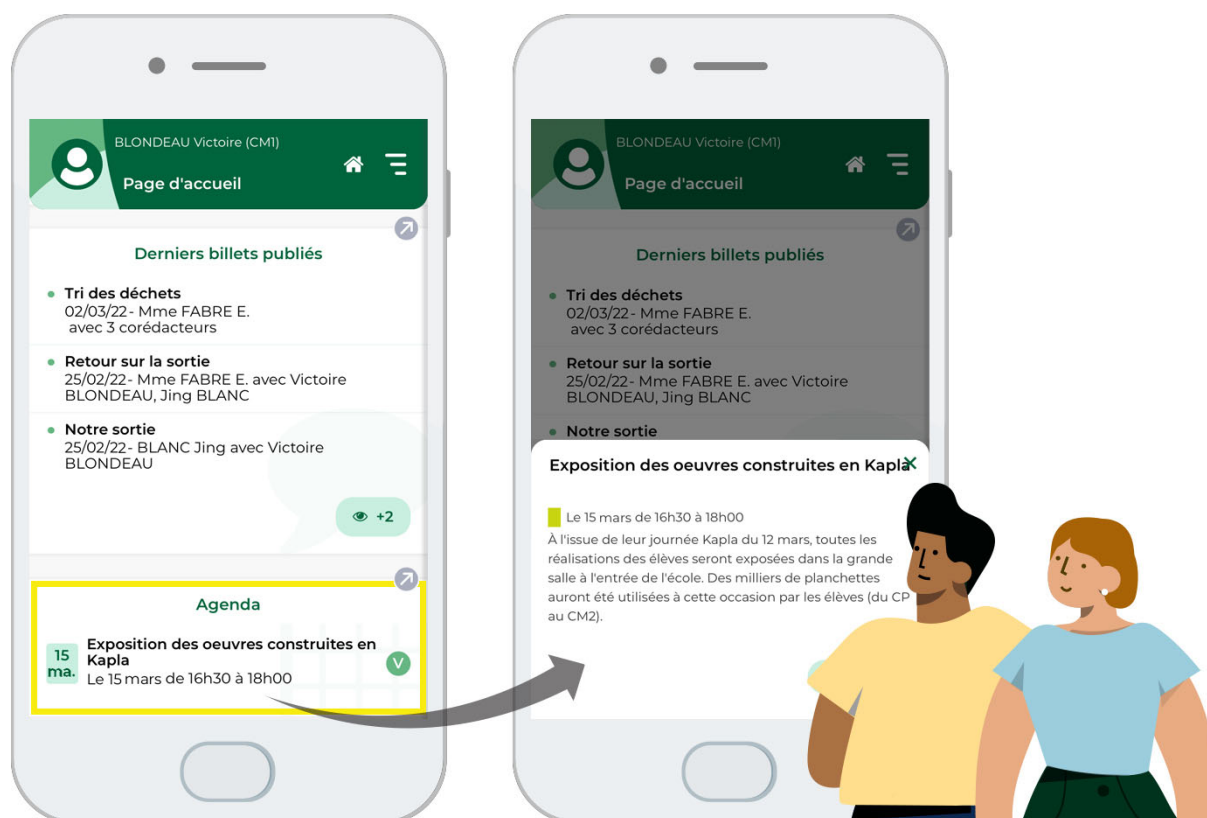 BLONDEAU Victoire (CM1)
Page d'accueil
Derniers billets publiés
Tri des déchets
02/03/22- Mme FABRE E.
avec 3 corédacteurs
Retour sur la sortie
25/02/22- Mme FABRE E. avec Victoire
BLONDEAU, Jing BLANC
Notre sortie
25/02/22- BLANC Jing avec Victoire
BLONDEAU
+2
Agenda
15
ma.
Exposition des oeuvres construites en
Kapla
Le 15 mars de 16h30 à 18h00
V
BLONDEAU Victoire (CM1)
Page d'accueil
Derniers billets publiés
Tri des déchets
02/03/22- Mme FABRE E.
avec 3 corédacteurs
Retour sur la sortie
25/02/22- Mme FABRE E. avec Victoire
BLONDEAU, Jing BLANC
Notre sortie
Exposition des oeuvres construites en Kapla
Le 15 mars de 16h30 à 18h00
À l'issue de leur journée Kapla du 12 mars, toutes les
réalisations des élèves seront exposées dans la grande
salle à l'entrée de l'école. Des milliers de planchettes
auront été utilisées à cette occasion par les élèves (du CP
au CM2).